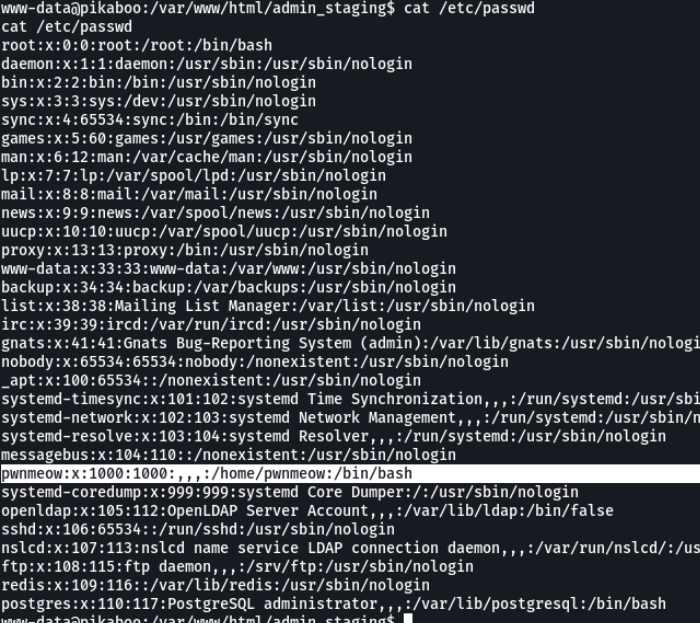 www-data@pikaboo:/var/www/html/admin_staging$ cat /etc/passwd
cat /etc/passwd
root:x:0:0:root:/root:/bin/bash
daemon:x:1:1:daemon:/usr/sbin:/usr/sbin/nologin
bin:x:2:2:bin:/bin:/usr/sbin/nologin
sys:x:3:3:sys:/dev:/usr/sbin/nologin
sync:x:4:65534:sync:/bin:/bin/sync
games:x:5:60:games:/usr/games:/usr/sbin/nologin
man:x:6:12:man:/var/cache/man:/usr/sbin/nologin
lp:x:7:7:lp:/var/spool/lpd:/usr/sbin/nologin
mail:x:8:8:mail:/var/mail:/usr/sbin/nologin
news:x:9:9:news:/var/spool/news:/usr/sbin/nologin
uucp:x:10:10:uucp:/var/spool/uucp:/usr/sbin/nologin
proxy:x:13:13:proxy:/bin:/usr/sbin/nologin
www-data:x:33:33:www-data:/var/www:/usr/sbin/nologin
backup:x:34:34:backup:/var/backups:/usr/sbin/nologin
list:x:38:38:Mailing List Manager:/var/list:/usr/sbin/nologin
irc:x:39:39:ircd:/var/run/ircd:/usr/sbin/nologin
gnats:x:41:41:Gnats Bug-Reporting System (admin):/var/lib/gnats:/usr/sbin/nologi
nobody:x:65534:65534:nobody:/nonexistent:/usr/sbin/nologin
_apt:x:100:65534::/nonexistent:/usr/sbin/nologin
systemd-timesync:x:101:102:systemd Time Synchronization,,,:/run/systemd:/usr/sbi
systemd-network:x:102:103:systemd Network Management,,,:/run/systemd:/usr/sbin/n
systemd-resolve:x:103:104:systemd Resolver,,,:/run/systemd:/usr/sbin/nologin
messagebus:x:104:110::/nonexistent:/usr/sbin/nologin
pwnmeow:x:1000:1000:,,,:/home/pwnmeow:/bin/bash
systemd-coredump:x:999:999:systemd Core Dumper:/:/usr/sbin/nologin
openldap:x:105:112:OpenLDAP Server Account,,,:/var/lib/ldap:/bin/false
sshd:x:106:65534::/run/sshd:/usr/sbin/nologin
nslcd:x:107:113:nslcd name service LDAP connection daemon,,,:/var/run/nslcd/:/us
ftp:x:108:115:ftp daemon,,,:/srv/ftp:/usr/sbin/nologin
redis:x:109:116::/var/lib/redis:/usr/sbin/nologin
postgres:x:110:117:PostgreSQL administrator,,,:/var/lib/postgresql:/bin/bash
www-data@pikaboo:/var/www/html/admin_staging$